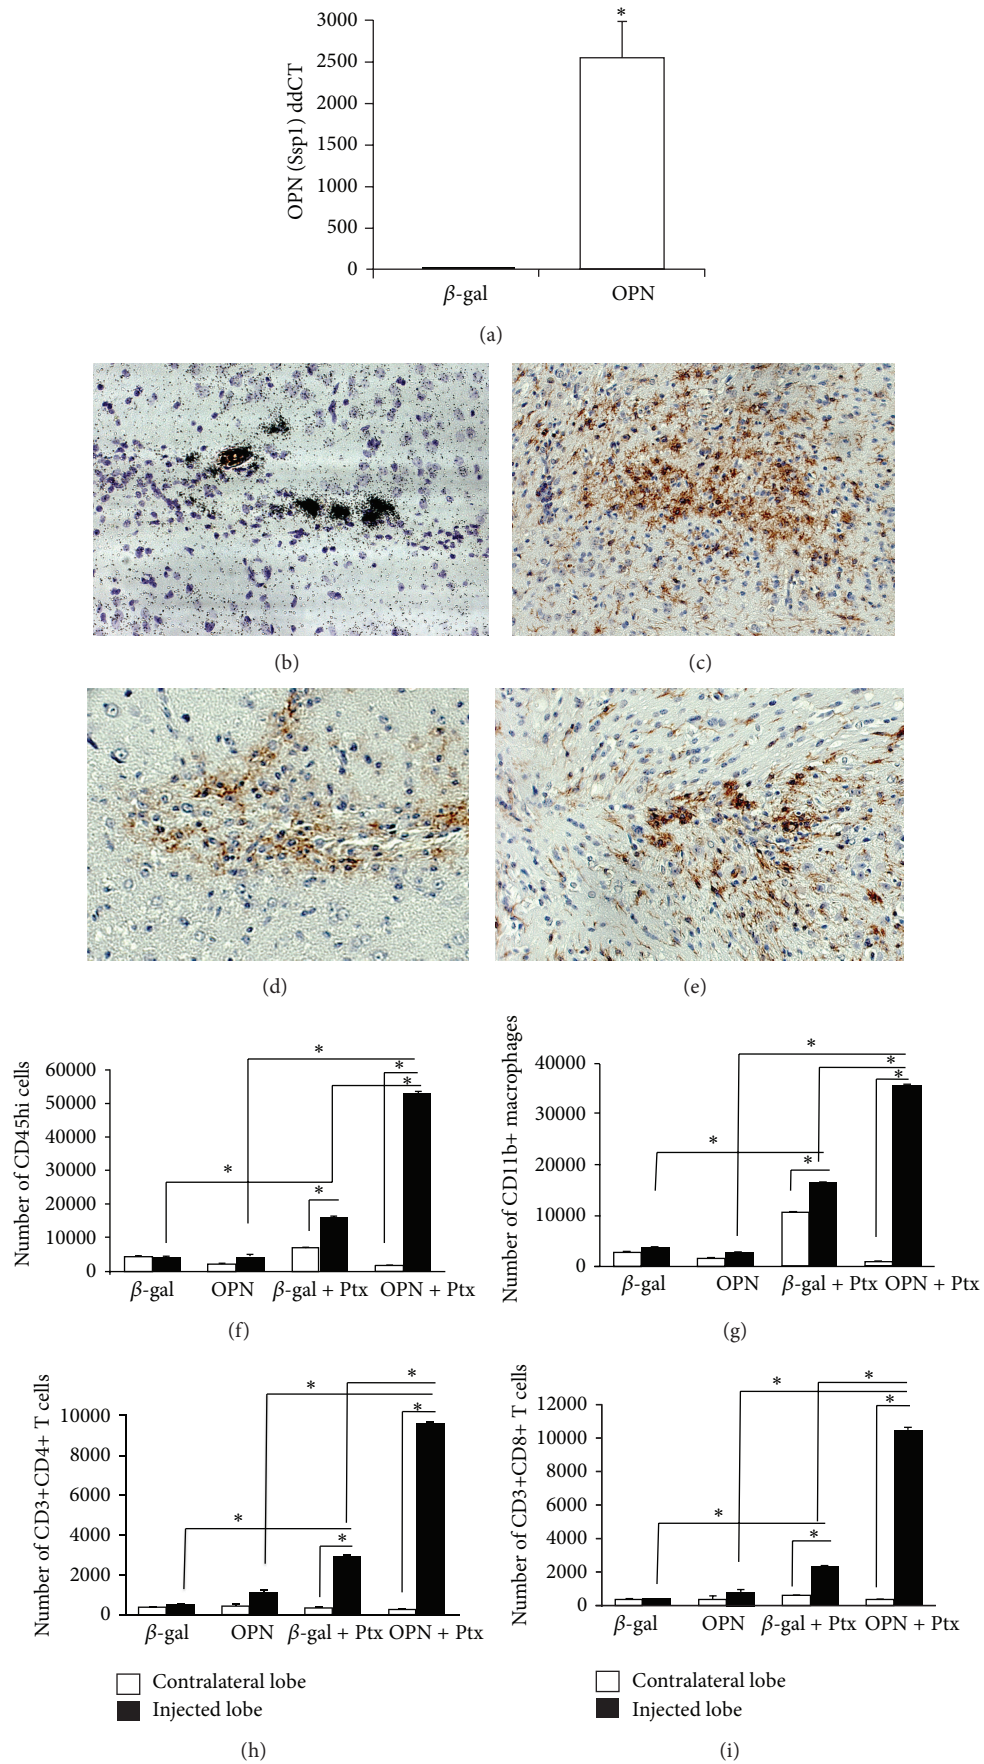 3000
*
2500
2000
1500
1000
500
0
OPN (Ssp1) ddCT
β-gal
OPN
(a)
(b)
(c)
(d)
(e)
60000
50000
40000
30000
20000
10000
0
Number of CD45hi cells
*
*
*
*
*
β-gal
OPN
β-gal + Ptx
OPN + Ptx
(f)
40000
30000
20000
10000
0
Number of CD11b+ macrophages
*
*
*
*
*
β-gal
OPN
β-gal + Ptx
OPN + Ptx
(g)
10000
8000
6000
4000
2000
0
Number of CD3+CD4+ T cells
*
*
*
*
*
β-gal
OPN
β-gal + Ptx
OPN + Ptx
Contralateral lobe
Injected lobe
(h)
12000
10000
8000
6000
4000
2000
0
Number of CD3+CD8+ T cells
*
*
*
*
*
β-gal
OPN
β-gal + Ptx
OPN + Ptx
Contralateral lobe
Injected lobe
(i)